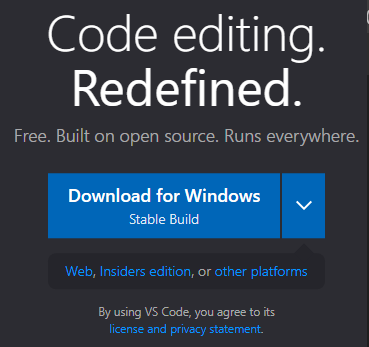 Code editing.
Redefined.
Free. Built on open source. Runs everywhere.
Download for Windows
Stable Build
Web, Insiders edition, or other platforms
By using VS Code, you agree to its
license and privacy statement.